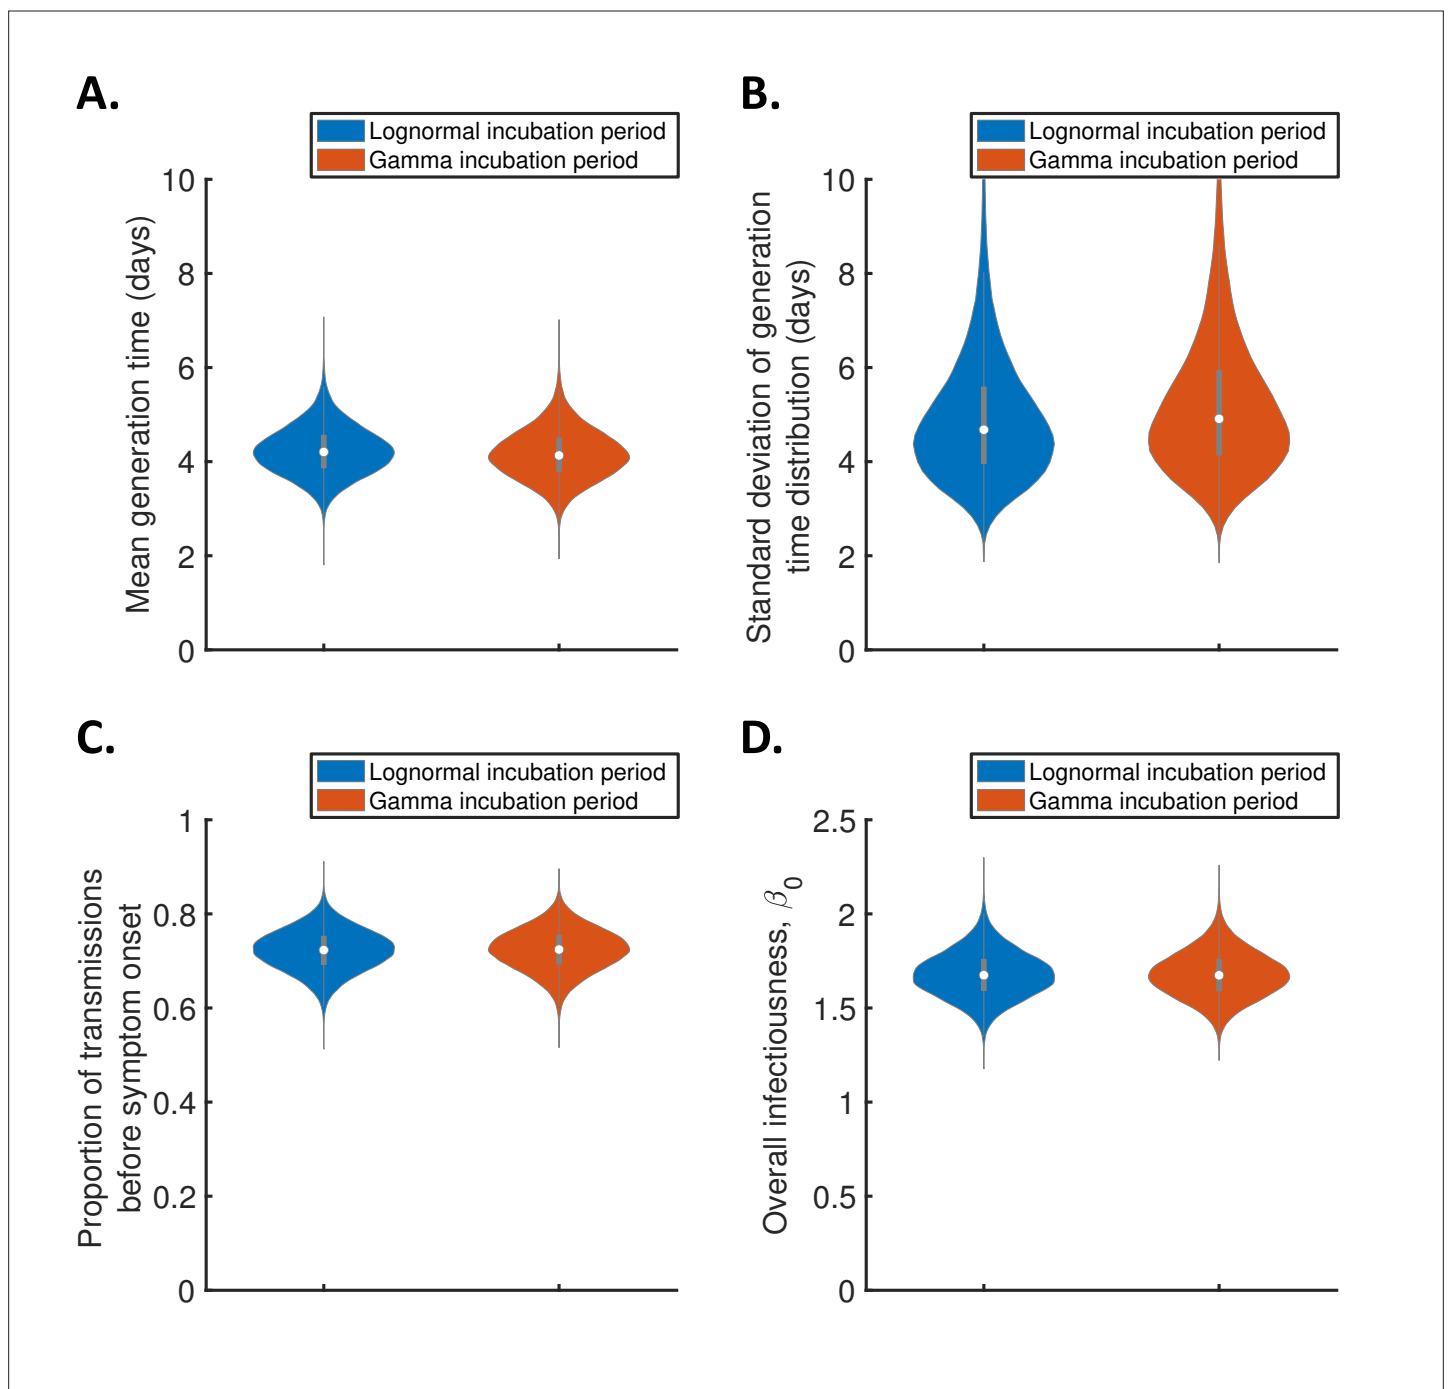 A.
Lognormal incubation period
Gamma incubation period
10
8
6
4
2
0
Mean generation time (days)
B.
Lognormal incubation period
Gamma incubation period
10
8
6
4
2
0
Standard deviation of generation
time distribution (days)
C.
Lognormal incubation period
Gamma incubation period
1
0.8
0.6
0.4
0.2
0
Proportion of transmissions
before symptom onset
D.
Lognormal incubation period
Gamma incubation period
2.5
2
1.5
1
0.5
0
Overall infectiousness, β0